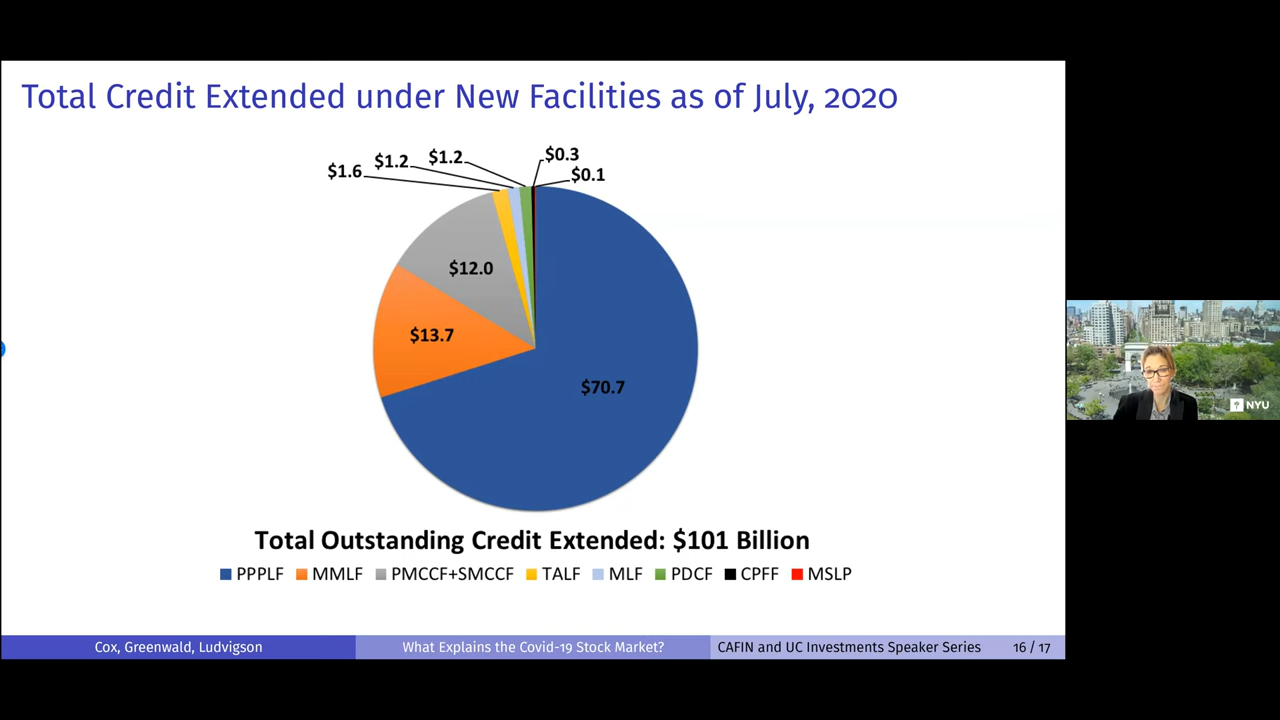 Total Credit Extended under New Facilities as of July, 2020
$1.6
$1.2
$1.2
$0.3
$0.1
$12.0
$13.7
$70.7
Total Outstanding Credit Extended: $101 Billion
PPPLF MMLF PMCCF+SMCCF TALF MLF PDCF CPFF MSLP
NYU
Cox, Greenwald, Ludvigson What Explains the Covid-19 Stock Market? CAFIN and UC Investments Speaker Series 16 / 17